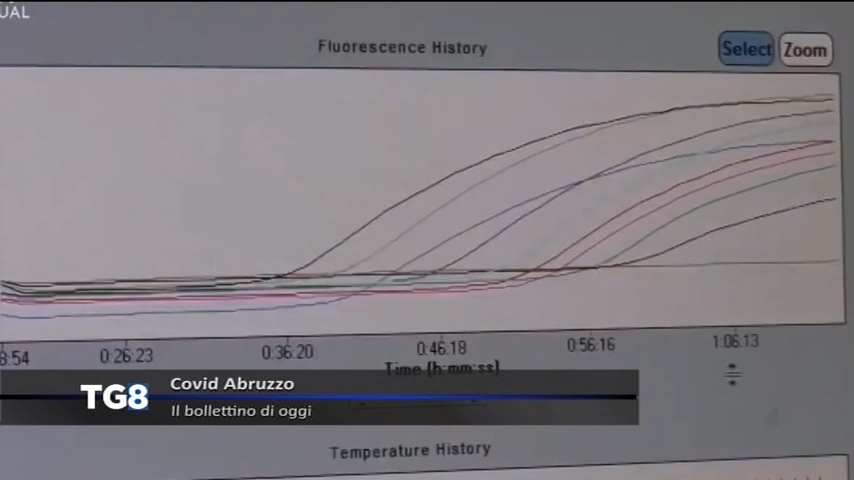 UAL
Fluorescence History
Select Zoom
8:54 0:26:23 0:36:20 0:46:18 0:56:16 1:06:13
Time (h:mm:ss)
TG8
Covid Abruzzo
Il bollettino di oggi
Temperature History